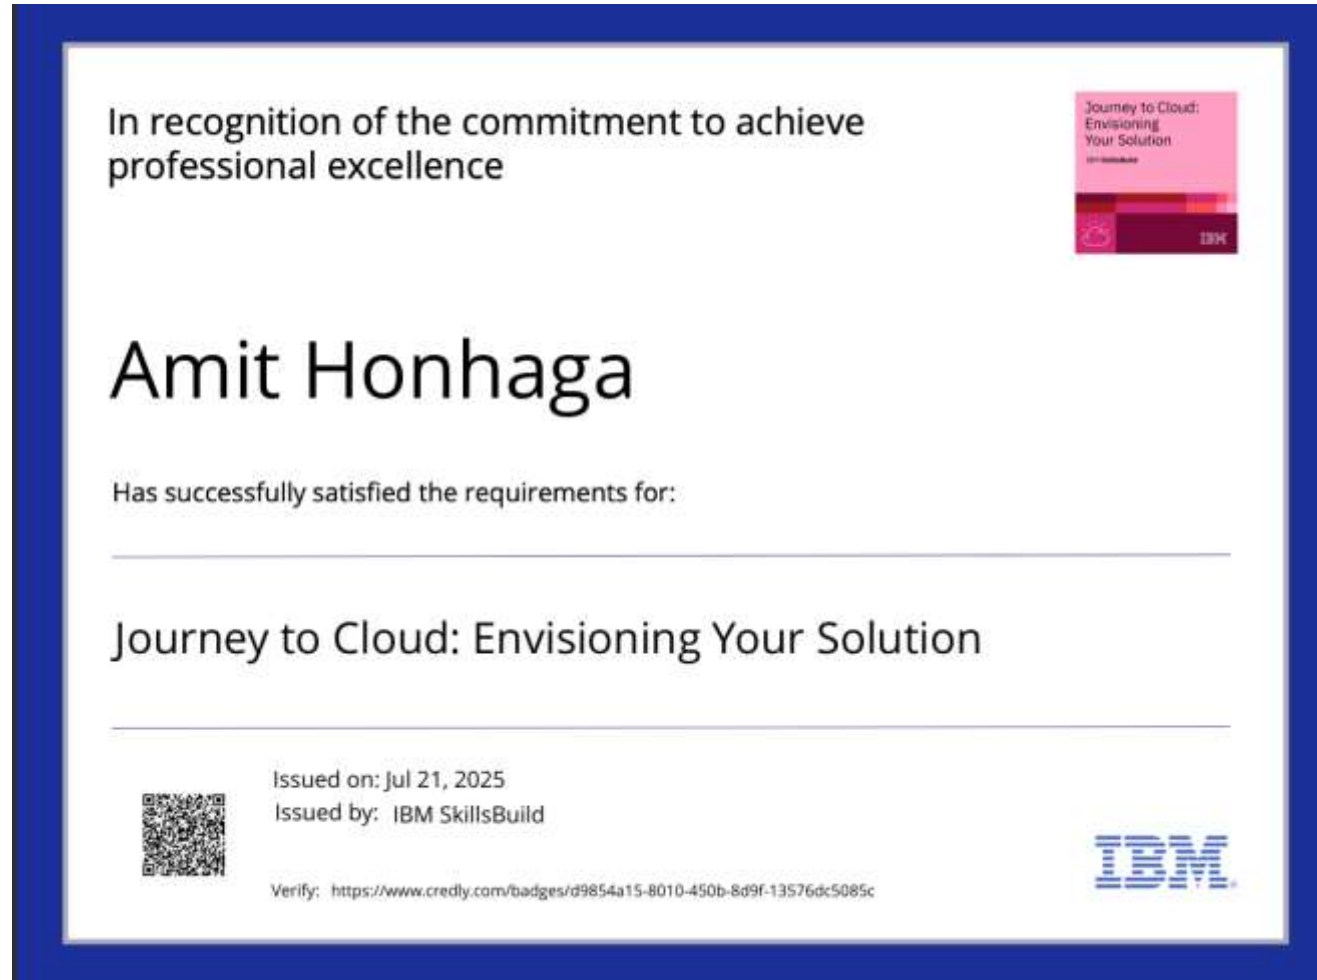 In recognition of the commitment to achieve
professional excellence
Journey to Cloud:
Envisioning
Your Solution
IBM SkillsBuild
IBM
Amit Honhaga
Has successfully satisfied the requirements for:
Journey to Cloud: Envisioning Your Solution
Issued on: Jul 21, 2025
Issued by: IBM SkillsBuild
Verify: https://www.credly.com/badges/d9854a15-8010-450b-8d9f-13576dc5085c
IBM.